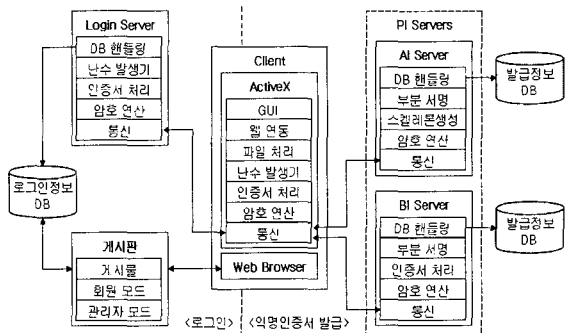 Login Server
DB 핸들링
난수 발생기
인증서 처리
암호 연산
통신
로그인정보
DB
게시판
게시물
회원 모드
관리자 모드
Client
ActiveX
GUI
웹 연동
파일 처리
난수 발생기
인증서 처리
암호 연산
통신
Web Browser
<로그인>
<익명인증서 발급>
PI Servers
AI Server
DB 핸들링
부분 서명
스켈레톤생성
암호 연산
통신
발급정보
DB
BI Server
DB 핸들링
부분 서명
인증서 처리
암호 연산
통신
발급정보
DB